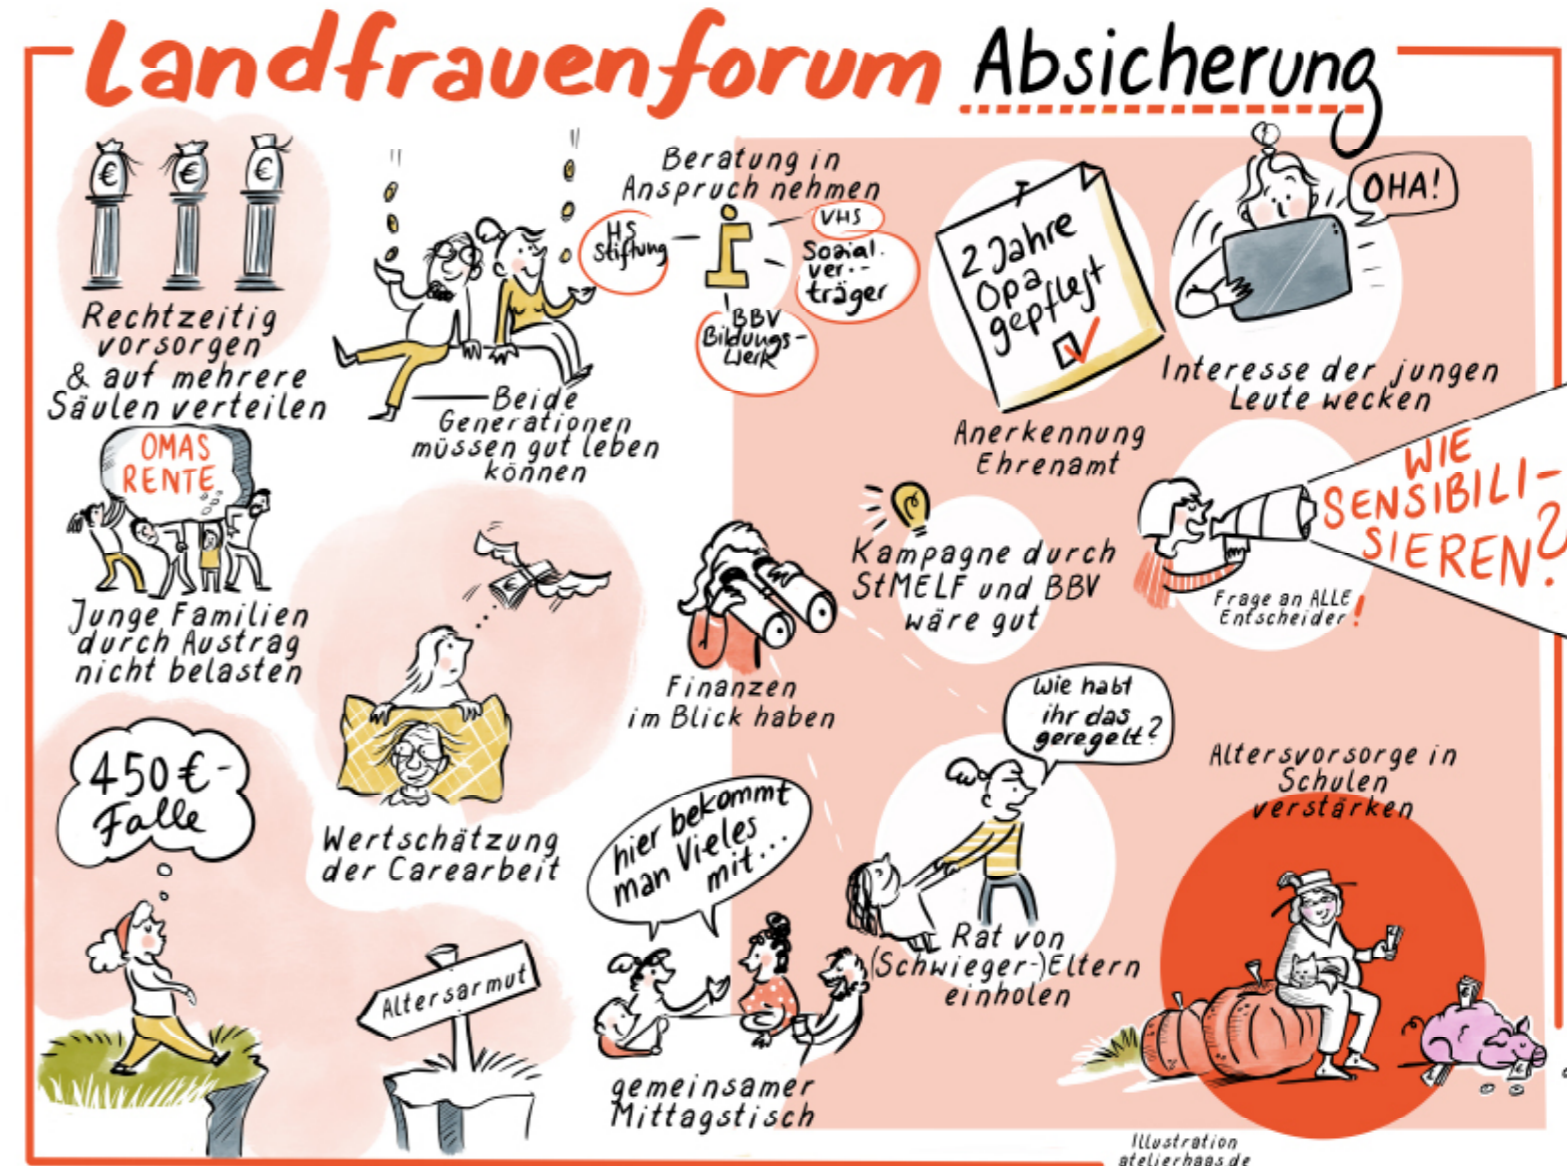 Landfrauenforum Absicherung
€ € €
Rechtzeitig
vorsorgen
& auf mehrere
Säulen verteilen
Beide
Generationen
müssen gut leben
können
Beratung in
Anspruch nehmen
HS
Stiftung
i
VHS
Sozial.
ver..
träger
BBV
Bildungs-
werk
2 Jahre
Opa
gepflegt
Anerkennung
Ehrenamt
OHA!
Interesse der jungen
Leute wecken
OMAS
RENTE
Junge Familien
durch Austrag
nicht belasten
Wertschätzung
der Carearbeit
Finanzen
im Blick haben
Kampagne durch
StMELF und BBV
wäre gut
WIE
SENSIBILI-
SIEREN?
Frage an ALLE
Entscheider!
450€-
Falle
Altersarmut
hier bekommt
man Vieles
mit...
gemeinsamer
Mittagstisch
Wie habt
ihr das
geregelt?
Rat von
(Schwieger-)Eltern
einholen
Altersvorsorge in
Schulen
verstärken
€
Illustration
atelierhaas.de